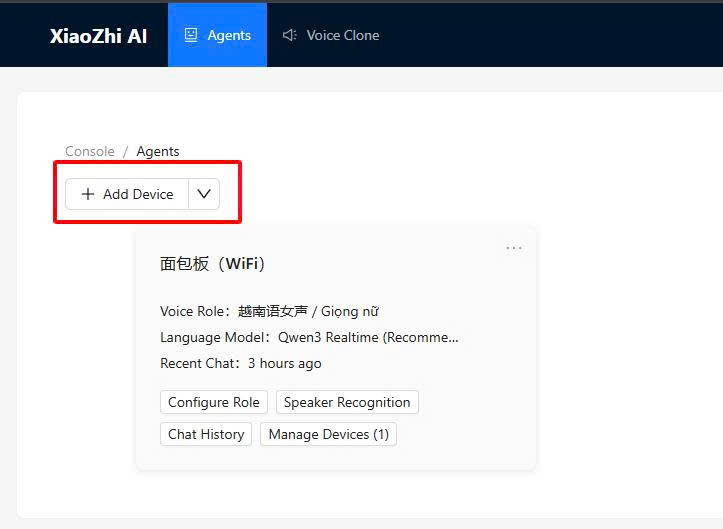 XiaoZhi AI Agents Voice Clone
Console / Agents
+ Add Device
面包板（WiFi）
...
Voice Role：越南语女声 / Giọng nữ
Language Model：Qwen3 Realtime (Recomme...
Recent Chat：3 hours ago
Configure Role Speaker Recognition
Chat History Manage Devices (1)